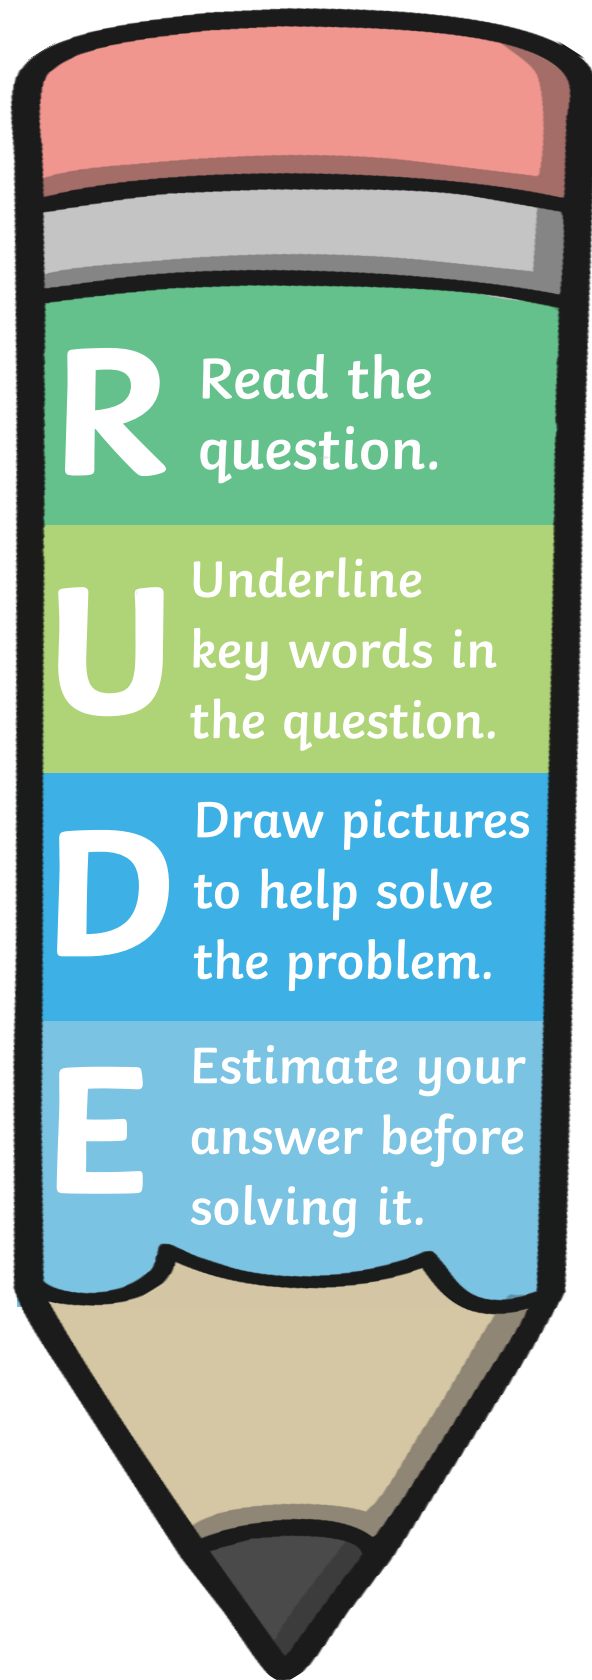 R
Read the
question.
U
Underline
key words in
the question.
D
Draw pictures
to help solve
the problem.
E
Estimate your
answer before
solving it.